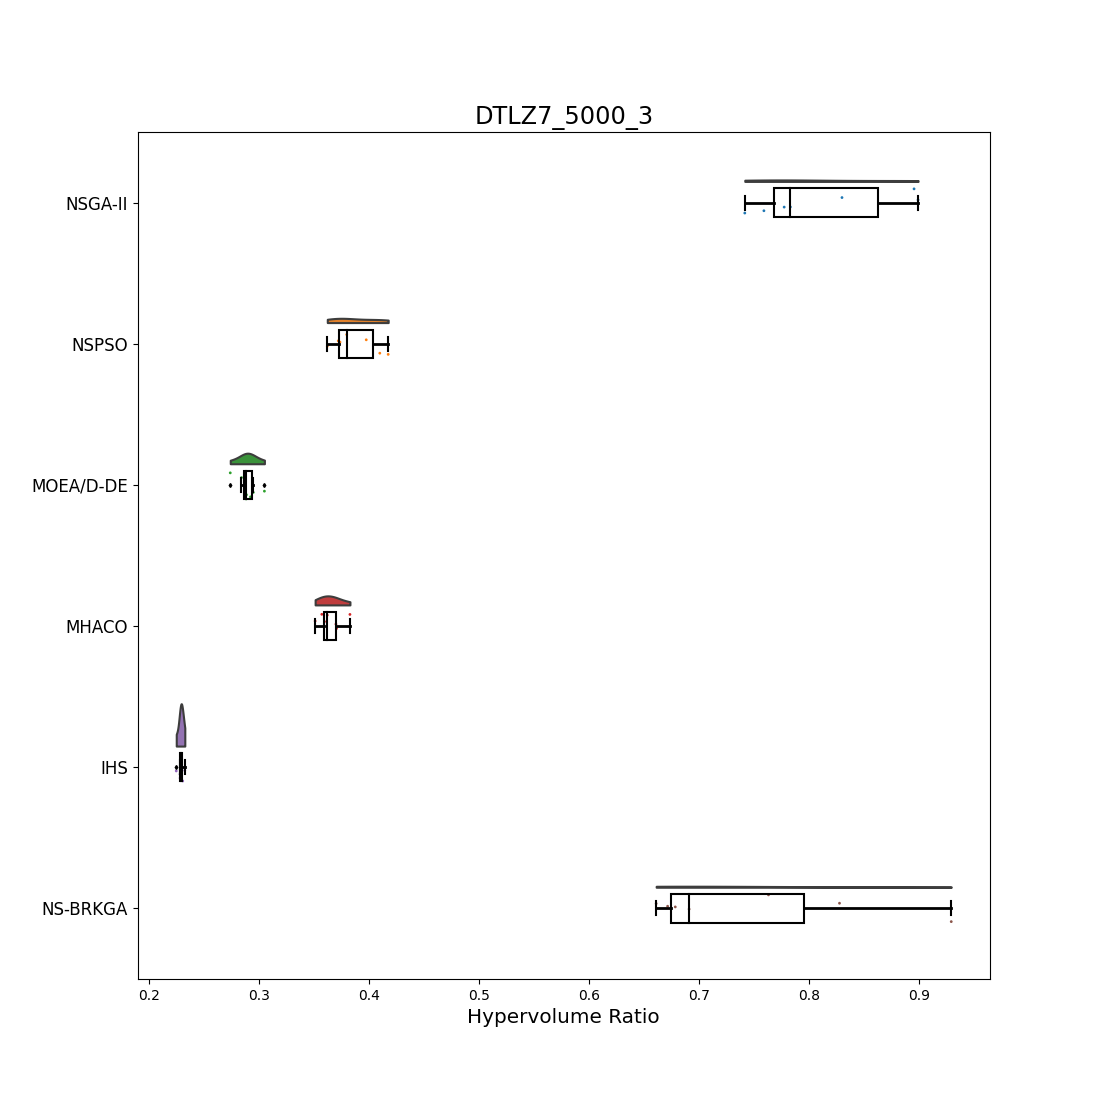 DTLZ7_5000_3
NSGA-II
NSPSO
MOEA/D-DE
MHACO
IHS
NS-BRKGA
0.2 0.3 0.4 0.5 0.6 0.7 0.8 0.9
Hypervolume Ratio